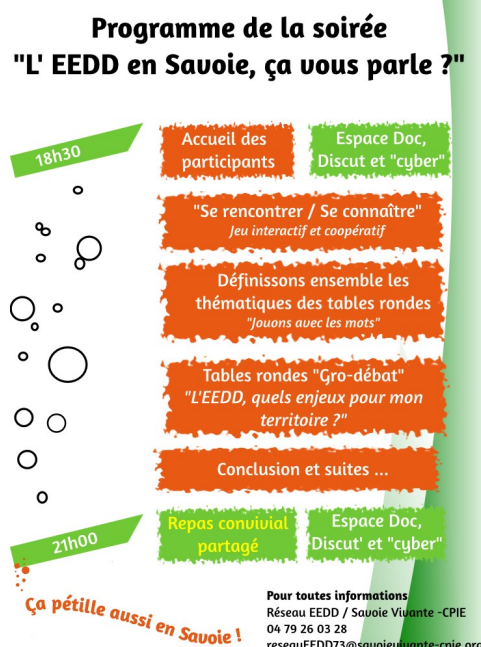 Programme de la soirée
"L' EEDD en Savoie, ça vous parle ?"
18h30
Accueil des
participants
Espace Doc,
Discut et "cyber"
"Se rencontrer / Se connaître"
Jeu interactif et coopératif
Définissons ensemble les
thématiques des tables rondes
"Jouons avec les mots"
Tables rondes "Gro-débat"
"L'EEDD, quels enjeux pour mon
territoire ?"
Conclusion et suites ...
21h00
Repas convivial
partagé
Espace Doc,
Discut' et "cyber"
Ça pétille aussi en Savoie !
Pour toutes informations
Réseau EEDD / Savoie Vivante -CPIE
04 79 26 03 28
reseauEEDD73@savoievivante-cpie.org